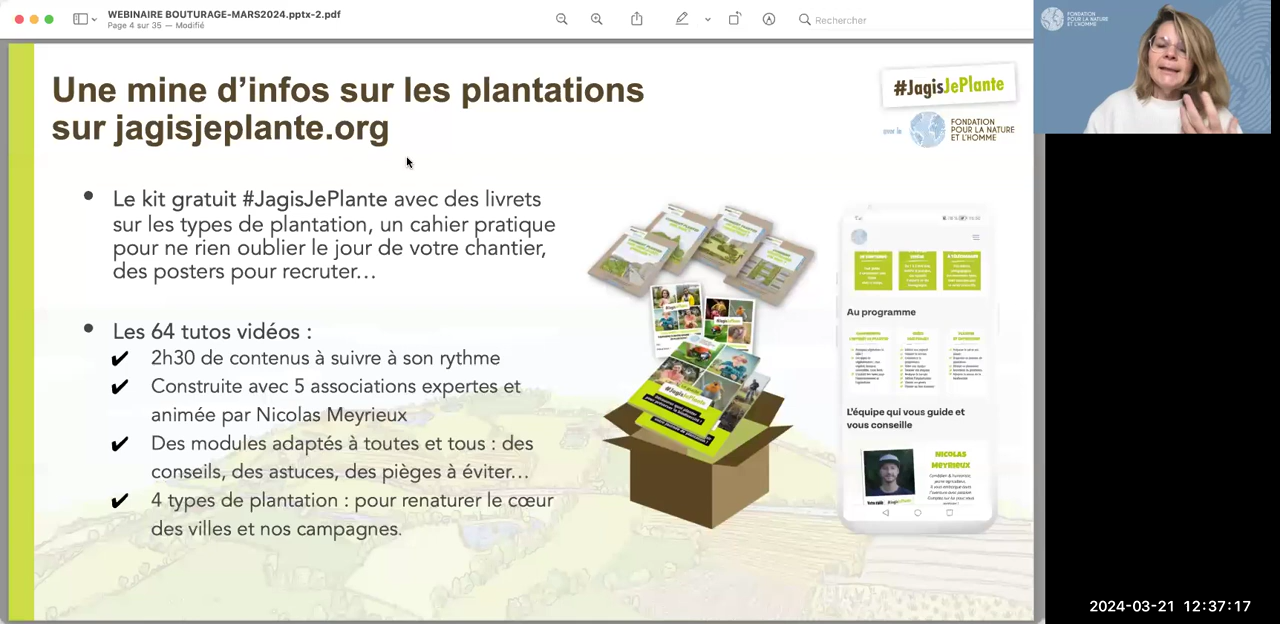 WEBINAIRE BOUTURAGE-MARS2024.pptx-2.pdf
Page 4 sur 35 — Modifié
Rechercher
FONDATION
POUR LA NATURE
ET L'HOMME
Une mine d’infos sur les plantations
sur jagisjeplante.org
#JagisJePlante
avec la
FONDATION
POUR LA NATURE
ET L'HOMME
Le kit gratuit #JagisJePlante avec des livrets
sur les types de plantation, un cahier pratique
pour ne rien oublier le jour de votre chantier,
des posters pour recruter…
Les 64 tutos vidéos :
✔ 2h30 de contenus à suivre à son rythme
✔ Construite avec 5 associations expertes et
animée par Nicolas Meyrieux
✔ Des modules adaptés à toutes et tous : des
conseils, des astuces, des pièges à éviter…
✔ 4 types de plantation : pour renaturer le cœur
des villes et nos campagnes.
Au programme
L'équipe qui vous guide et
vous conseille
NICOLAS
MEYRIEUX
2024-03-21 12:37:17